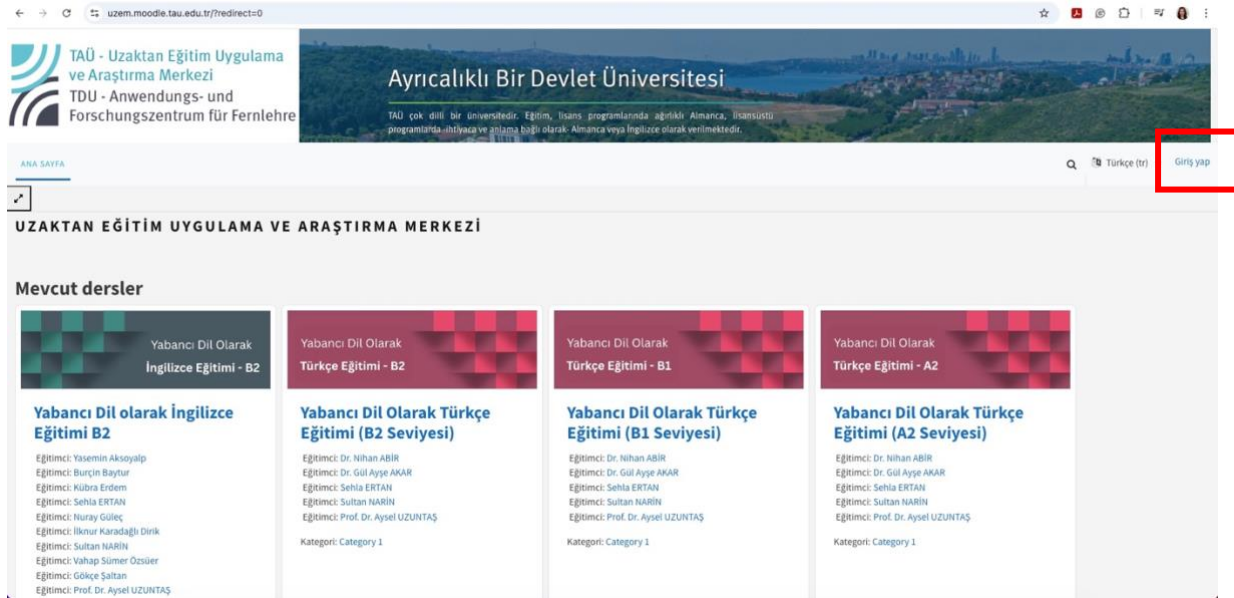 uzem.moodle.tau.edu.tr/?redirect=0
TAÜ - Uzaktan Eğitim Uygulama
ve Araştırma Merkezi
TDU - Anwendungs- und
Forschungszentrum für Fernlehre
Ayrıcalıklı Bir Devlet Üniversitesi
TAÜ çok dilli bir üniversitedir. Eğitim, lisans programlarında ağırlıklı Almanca, lisansüstü
programlarda -ihtiyaca ve anlama bağlı olarak- Almanca veya İngilizce olarak verilmektedir.
ANA SAYFA
Türkçe (tr)
Giriş yap
UZAKTAN EĞİTİM UYGULAMA VE ARAŞTIRMA MERKEZİ
Mevcut dersler
Yabancı Dil Olarak
İngilizce Eğitimi - B2
Yabancı Dil olarak İngilizce
Eğitimi B2
Eğitimci: Yasemin Aksoyalp
Eğitimci: Burçin Baytur
Eğitimci: Kübra Erdem
Eğitimci: Sehla ERTAN
Eğitimci: Nuray Güleç
Eğitimci: İlknur Karadağlı Dirik
Eğitimci: Sultan NARİN
Eğitimci: Vahap Sümer Özsüer
Eğitimci: Gökçe Şaltan
Eğitimci: Prof. Dr. Aysel UZUNTAŞ
Yabancı Dil Olarak
Türkçe Eğitimi - B2
Yabancı Dil Olarak Türkçe
Eğitimi (B2 Seviyesi)
Eğitimci: Dr. Nihan ABİR
Eğitimci: Dr. Gül Ayşe AKAR
Eğitimci: Sehla ERTAN
Eğitimci: Sultan NARİN
Eğitimci: Prof. Dr. Aysel UZUNTAŞ
Kategori: Category 1
Yabancı Dil Olarak
Türkçe Eğitimi - B1
Yabancı Dil Olarak Türkçe
Eğitimi (B1 Seviyesi)
Eğitimci: Dr. Nihan ABİR
Eğitimci: Dr. Gül Ayşe AKAR
Eğitimci: Sehla ERTAN
Eğitimci: Sultan NARİN
Eğitimci: Prof. Dr. Aysel UZUNTAŞ
Kategori: Category 1
Yabancı Dil Olarak
Türkçe Eğitimi - A2
Yabancı Dil Olarak Türkçe
Eğitimi (A2 Seviyesi)
Eğitimci: Dr. Nihan ABİR
Eğitimci: Dr. Gül Ayşe AKAR
Eğitimci: Sehla ERTAN
Eğitimci: Sultan NARİN
Eğitimci: Prof. Dr. Aysel UZUNTAŞ
Kategori: Category 1